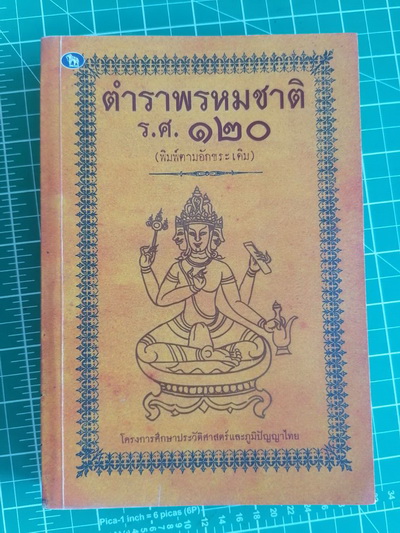 ตำราพรหมชาติ
ร.ศ. ๑๒๐
(พิมพ์ตามอักขระเดิม)
โครงการศึกษาประวัติศาสตร์และภูมิปัญญาไทย
Pica-1 inch = 6 picas (6P)